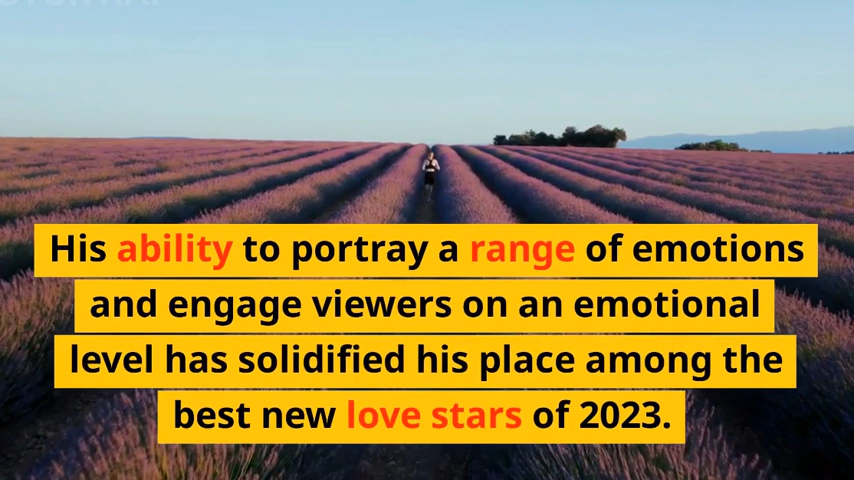 His ability to portray a range of emotions
and engage viewers on an emotional
level has solidified his place among the
best new love stars of 2023.